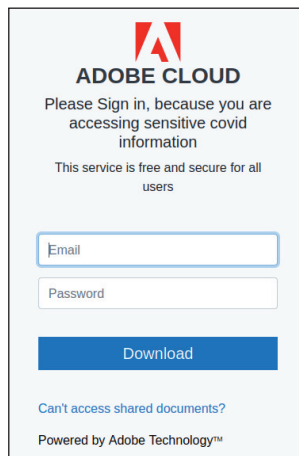 ADOBE CLOUD
Please Sign in, because you are
accessing sensitive covid
information
This service is free and secure for all
users
Email
Password
Download
Can't access shared documents?
Powered by Adobe Technology™